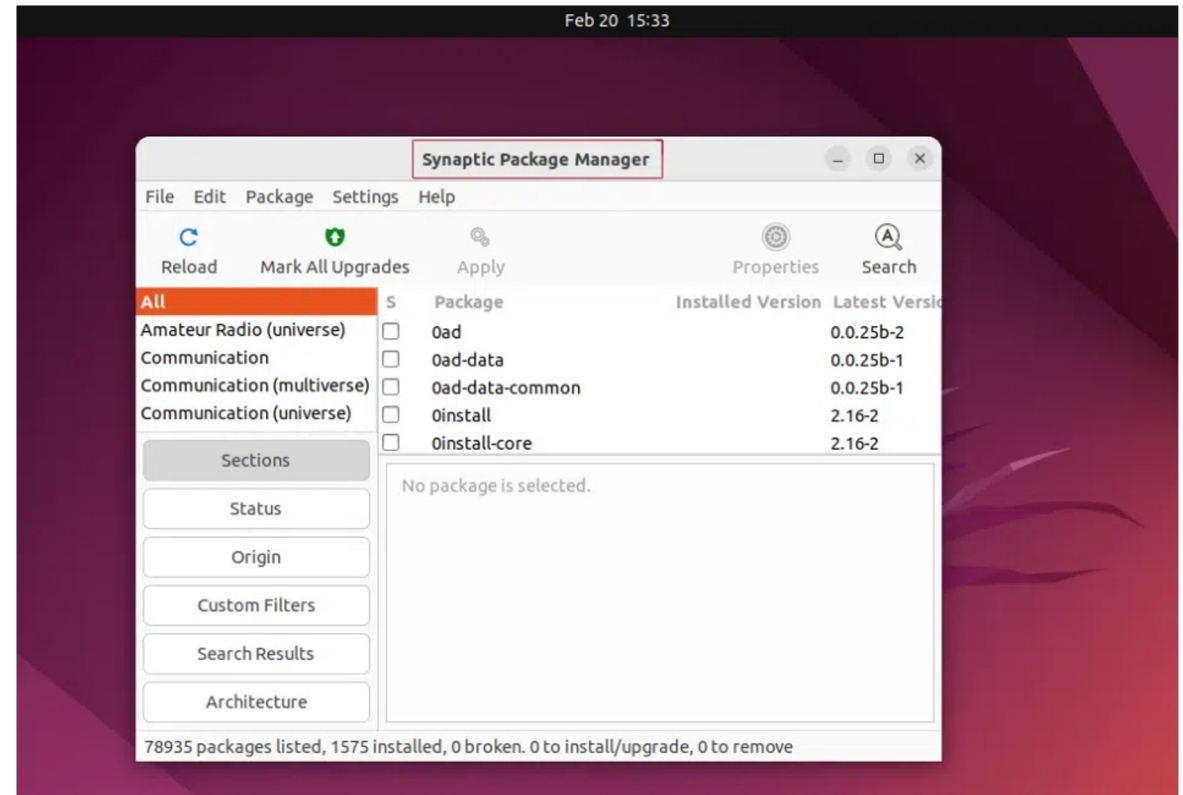 Feb 20 15:33
Synaptic Package Manager
File Edit Package Settings Help
Reload Mark All Upgrades Apply Properties Search
All
Amateur Radio (universe)
Communication
Communication (multiverse)
Communication (universe)
S Package Installed Version Latest Versio
0ad 0.0.25b-2
0ad-data 0.0.25b-1
0ad-data-common 0.0.25b-1
0install 2.16-2
0install-core 2.16-2
Sections
Status
Origin
Custom Filters
Search Results
Architecture
No package is selected.
78935 packages listed, 1575 installed, 0 broken. 0 to install/upgrade, 0 to remove